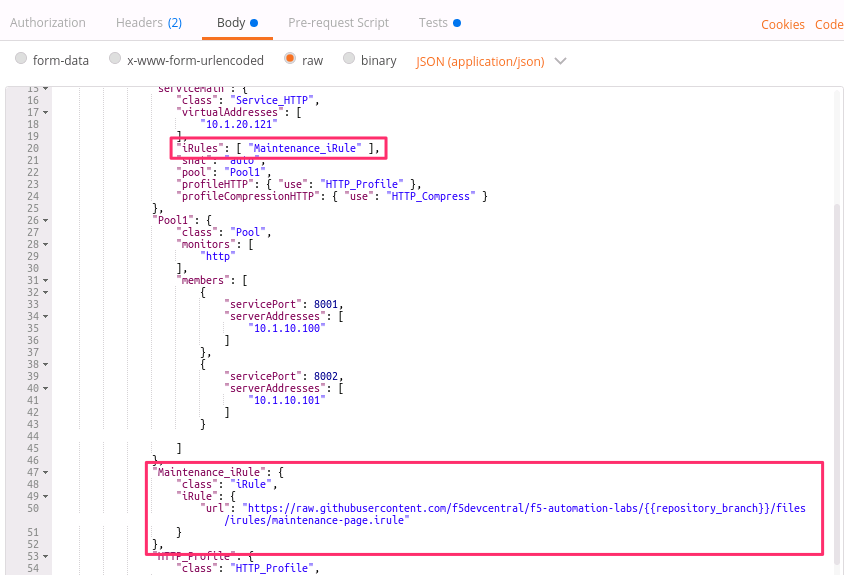 Authorization Headers (2) Body Pre-request Script Tests Cookies Code
form-data x-www-form-urlencoded raw binary JSON (application/json)
15 "serviceMain": {
16 "class": "Service_HTTP",
17 "virtualAddresses": [
18 "10.1.20.121"
19 ],
20 "iRules": [ "Maintenance_iRule" ],
21 "snat": "auto",
22 "pool": "Pool1",
23 "profileHTTP": { "use": "HTTP_Profile" },
24 "profileCompressionHTTP": { "use": "HTTP_Compress" }
25 },
26 "Pool1": {
27 "class": "Pool",
28 "monitors": [
29 "http"
30 ],
31 "members": [
32 {
33 "servicePort": 8001,
34 "serverAddresses": [
35 "10.1.10.100"
36 ]
37 },
38 {
39 "servicePort": 8002,
40 "serverAddresses": [
41 "10.1.10.101"
42 ]
43 }
44
45 ]
46 },
47 "Maintenance_iRule": {
48 "class": "iRule",
49 "iRule": {
50 "url": "https://raw.githubusercontent.com/f5devcentral/f5-automation-labs/{{repository_branch}}/files
/irules/maintenance-page.irule"
51 }
52 },
53 "HTTP_Profile": {
54 "class": "HTTP_Profile",